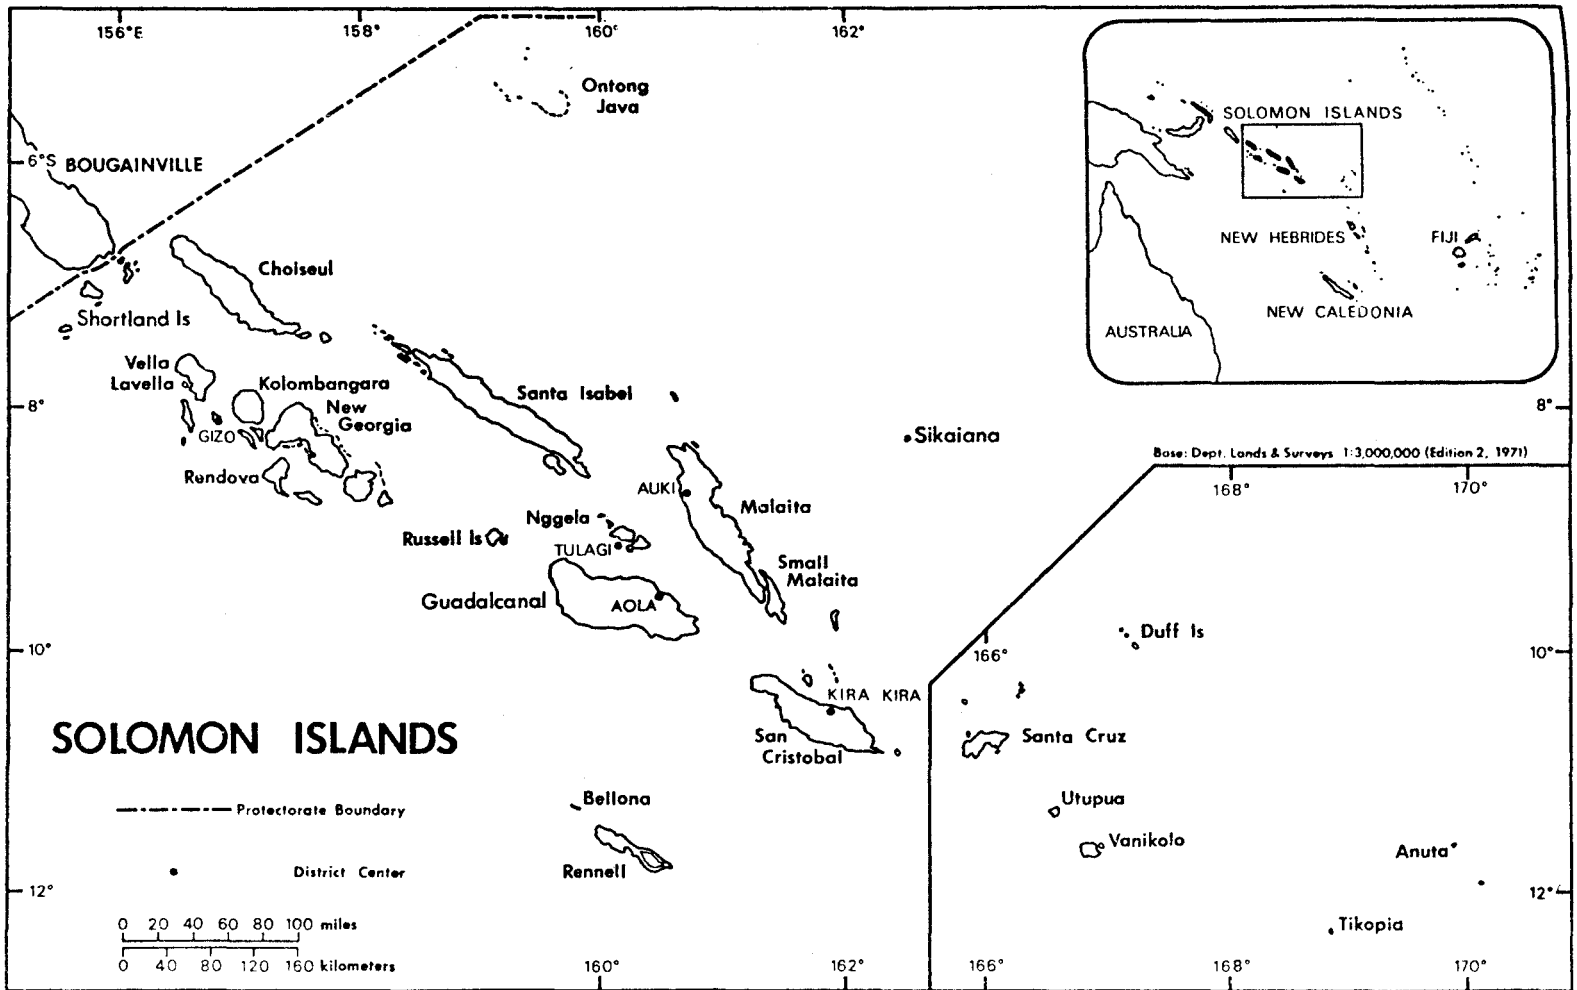 156°E 158° 160° 162°
Ontong
Java
6°S BOUGAINVILLE
SOLOMON ISLANDS
NEW HEBRIDES
FIJI
NEW CALEDONIA
AUSTRALIA
Choiseul
Shortland Is
Vella
Lavella
Kolombangara
New
Georgia
GIZO
Rendova
Santa Isabel
8°
8°
Sikaiana
Base: Dept. Lands & Surveys 1:3,000,000 (Edition 2, 1971)
168° 170°
AUKI
Malaita
Nggela
Russell Is
TULAGI
Small
Malaita
Guadalcanal
AOLA
166°
Duff Is
10°
10°
KIRA KIRA
San
Cristobal
Santa Cruz
SOLOMON ISLANDS
Protectorate Boundary
District Center
Bellona
Rennell
Utupua
Vanikolo
Anuta
12°
12°
Tikopia
0 20 40 60 80 100 miles
0 40 80 120 160 kilometers
160° 162° 166° 168° 170°